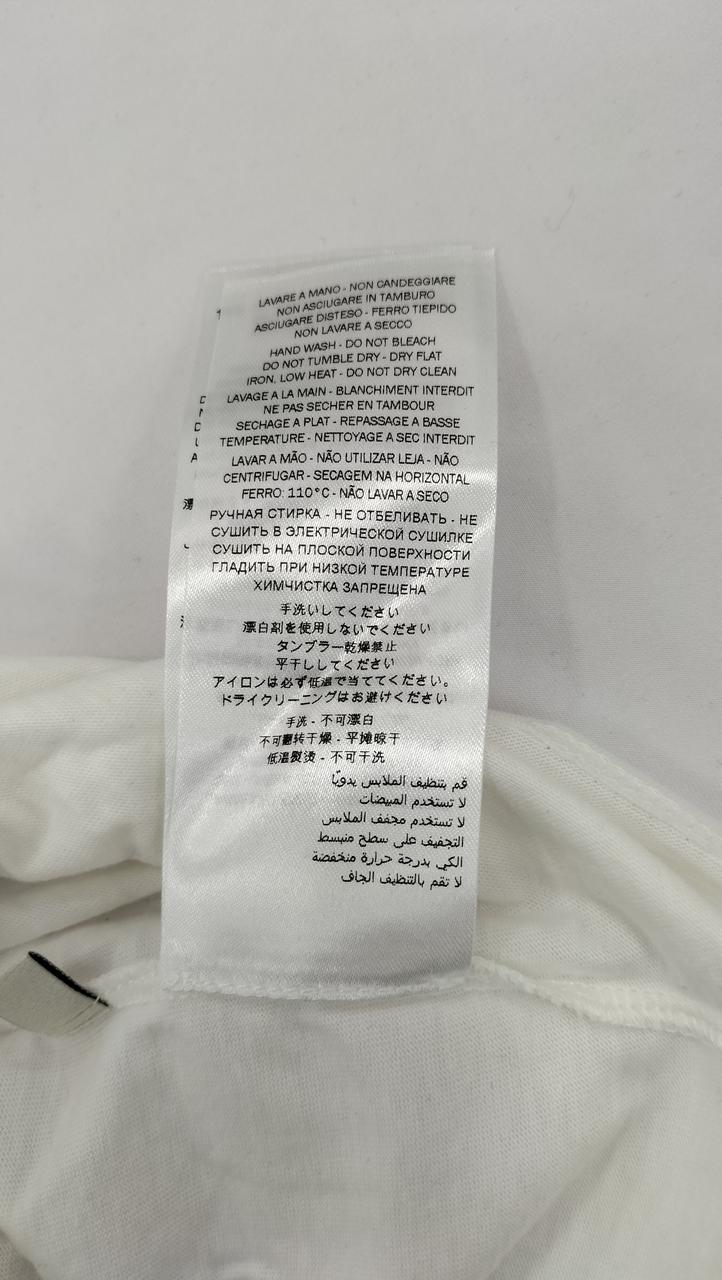 LAVARE A MANO - NON CANDEGGIARE
NON ASCIUGARE IN TAMBURO
ASCIUGARE DISTESO - FERRO TIEPIDO
NON LAVARE A SECCO
HAND WASH - DO NOT BLEACH
DO NOT TUMBLE DRY - DRY FLAT
IRON, LOW HEAT - DO NOT DRY CLEAN
LAVAGE A LA MAIN - BLANCHIMENT INTERDIT
NE PAS SECHER EN TAMBOUR
SECHAGE A PLAT - REPASSAGE A BASSE
TEMPERATURE - NETTOYAGE A SEC INTERDIT
LAVAR A MÃO - NÃO UTILIZAR LEJA - NÃO
CENTRIFUGAR - SECAGEM NA HORIZONTAL
FERRO: 110°C - NÃO LAVAR A SECO
РУЧНАЯ СТИРКА - НЕ ОТБЕЛИВАТЬ - НЕ
СУШИТЬ В ЭЛЕКТРИЧЕСКОЙ СУШИЛКЕ
СУШИТЬ НА ПЛОСКОЙ ПОВЕРХНОСТИ
ГЛАДИТЬ ПРИ НИЗКОЙ ТЕМПЕРАТУРЕ
ХИМЧИСТКА ЗАПРЕЩЕНА
手洗いしてください
漂白剤を使用しないでください
タンブラー乾燥禁止
平干ししてください
アイロンは必ず低温で当ててください。
ドライクリーニングはお避けください
手洗 - 不可漂白
不可翻转干燥 - 平摊晾干
低温熨烫 - 不可干洗
قم بتنظيف الملابس يدويًا
لا تستخدم المبيضات
لا تستخدم مجفف الملابس
التجفيف على سطح منبسط
الكي بدرجة حرارة منخفضة
لا تقم بالتنظيف الجاف